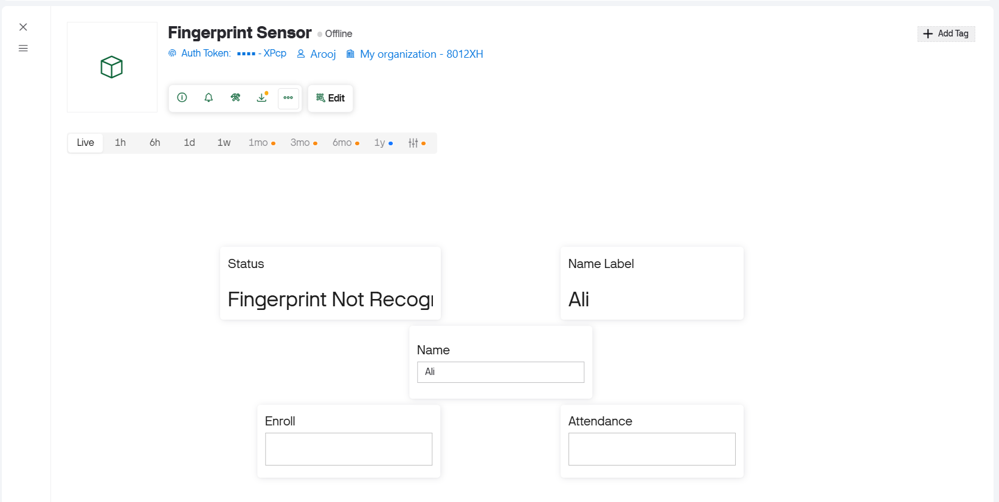 Fingerprint Sensor Offline
Add Tag
Auth Token: ▪▪▪▪ - XPcp Arooj My organization - 8012XH
Edit
Live 1h 6h 1d 1w 1mo 3mo 6mo 1y
Status
Fingerprint Not Recogn
Name Label
Ali
Name
Ali
Enroll
Attendance